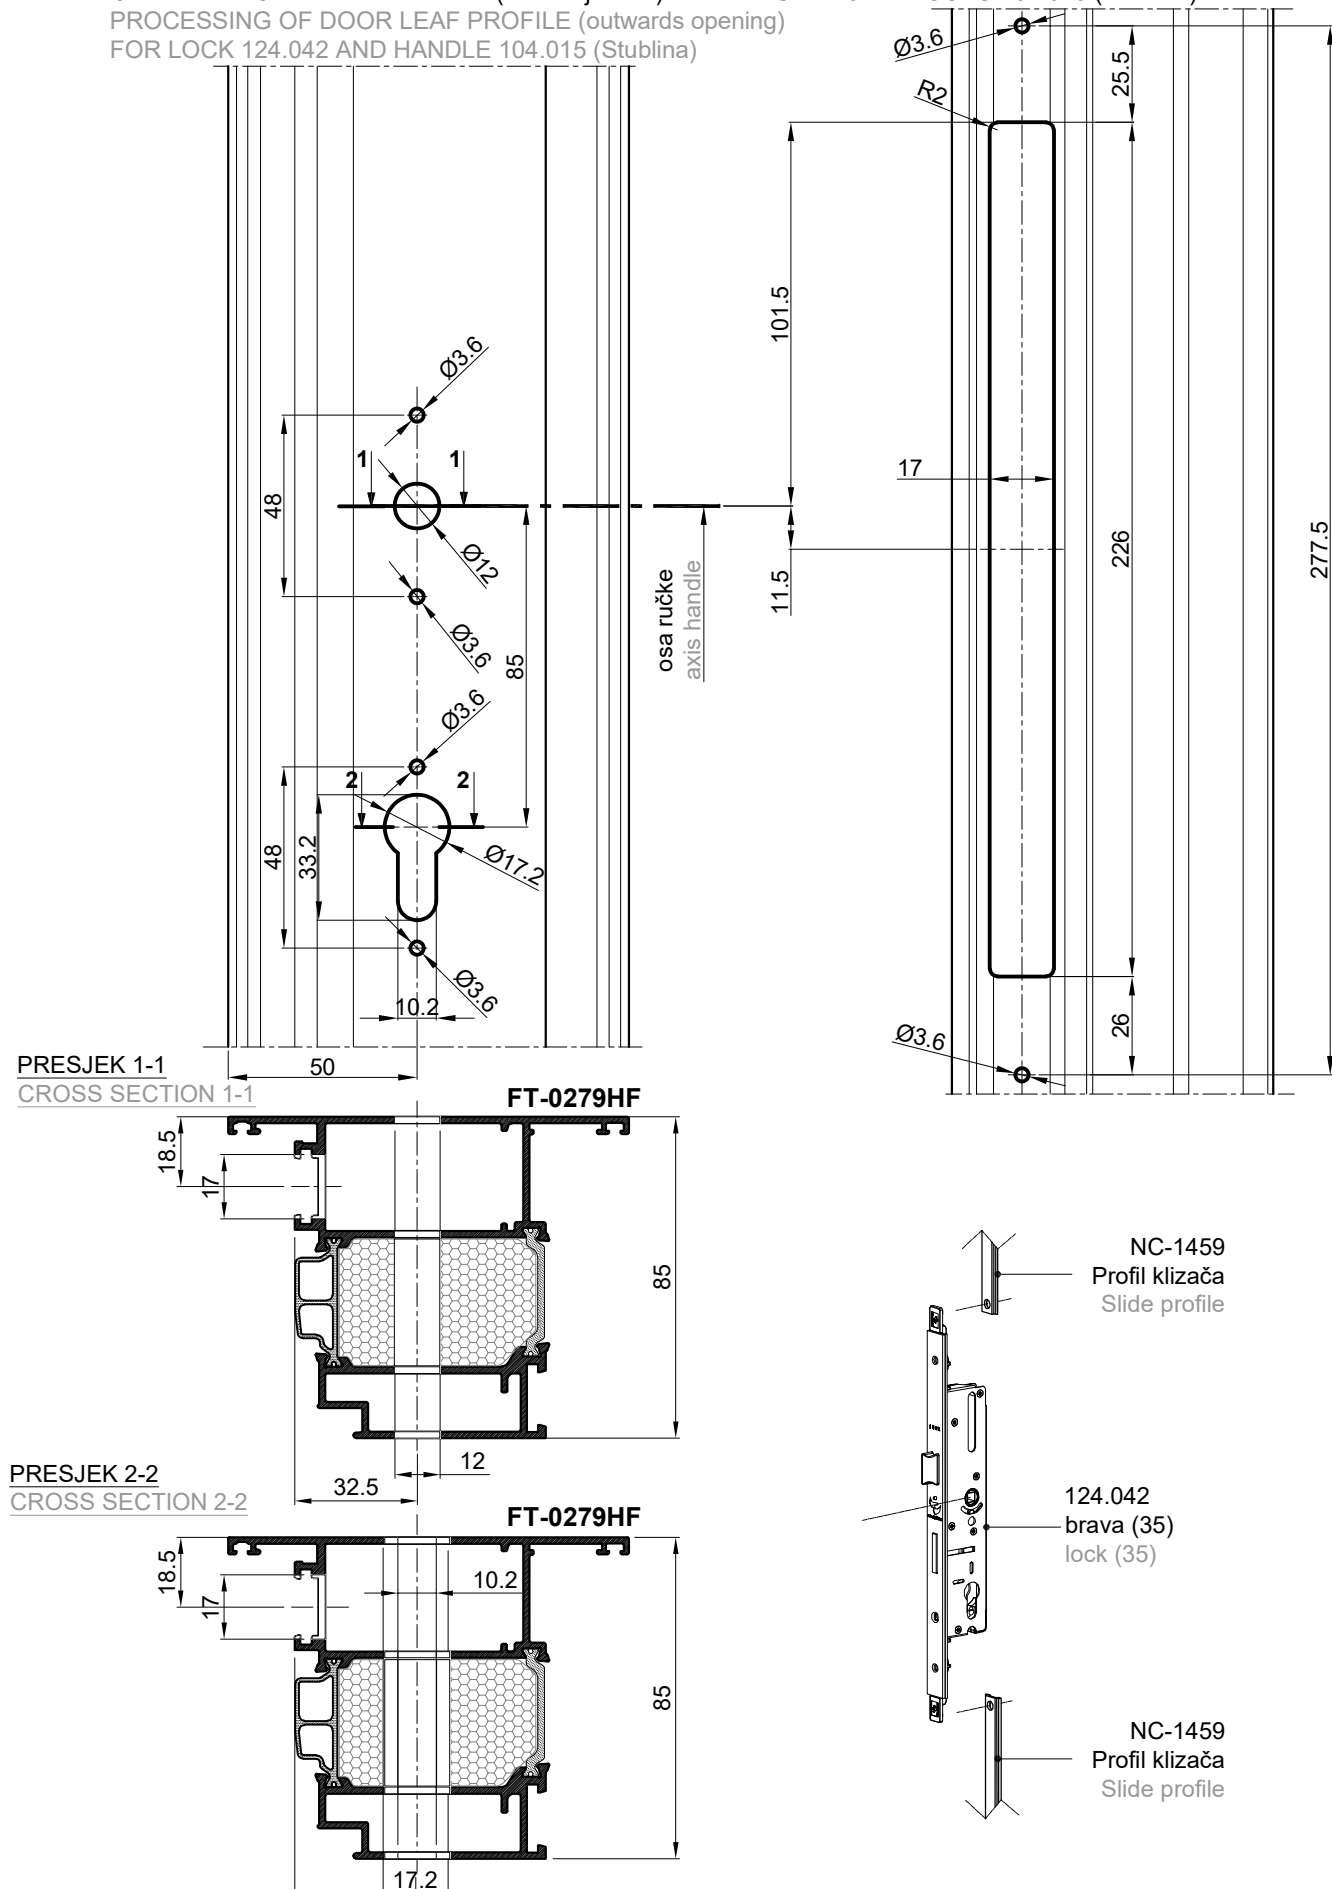 PROCESSING OF DOOR LEAF PROFILE (outwards opening)
FOR LOCK 124.042 AND HANDLE 104.015 (Stublina)
Ø3.6
25.5
R2
101.5
Ø3.6
1
1
48
17
Ø12
226
277.5
11.5
osa ručke
axis handle
Ø3.6
85
Ø3.6
2
2
48
33.2
Ø17.2
Ø3.6
10.2
26
Ø3.6
PRESJEK 1-1
CROSS SECTION 1-1
50
FT-0279HF
18.5
17
85
12
32.5
NC-1459
Profil klizača
Slide profile
PRESJEK 2-2
CROSS SECTION 2-2
FT-0279HF
18.5
17
10.2
85
17.2
124.042
brava (35)
lock (35)
NC-1459
Profil klizača
Slide profile